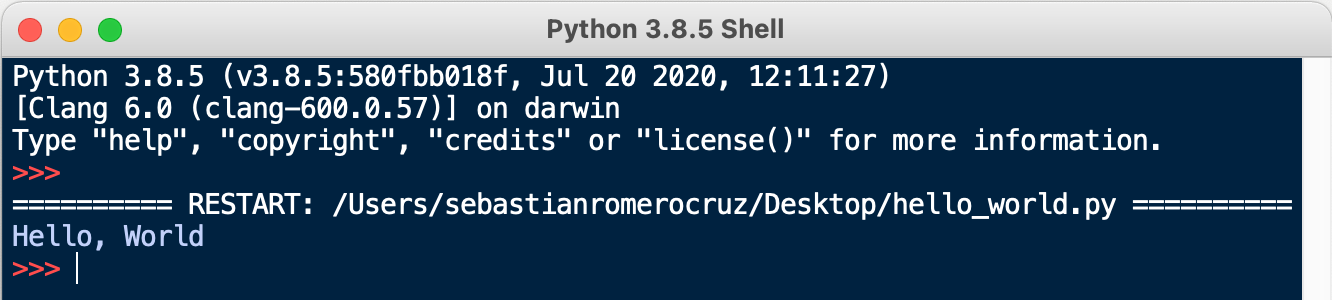 Python 3.8.5 Shell
Python 3.8.5 (v3.8.5:580fbb018f, Jul 20 2020, 12:11:27)
[Clang 6.0 (clang-600.0.57)] on darwin
Type "help", "copyright", "credits" or "license()" for more information.
>>>
========== RESTART: /Users/sebastianromerocruz/Desktop/hello_world.py ==========
Hello, World
>>>